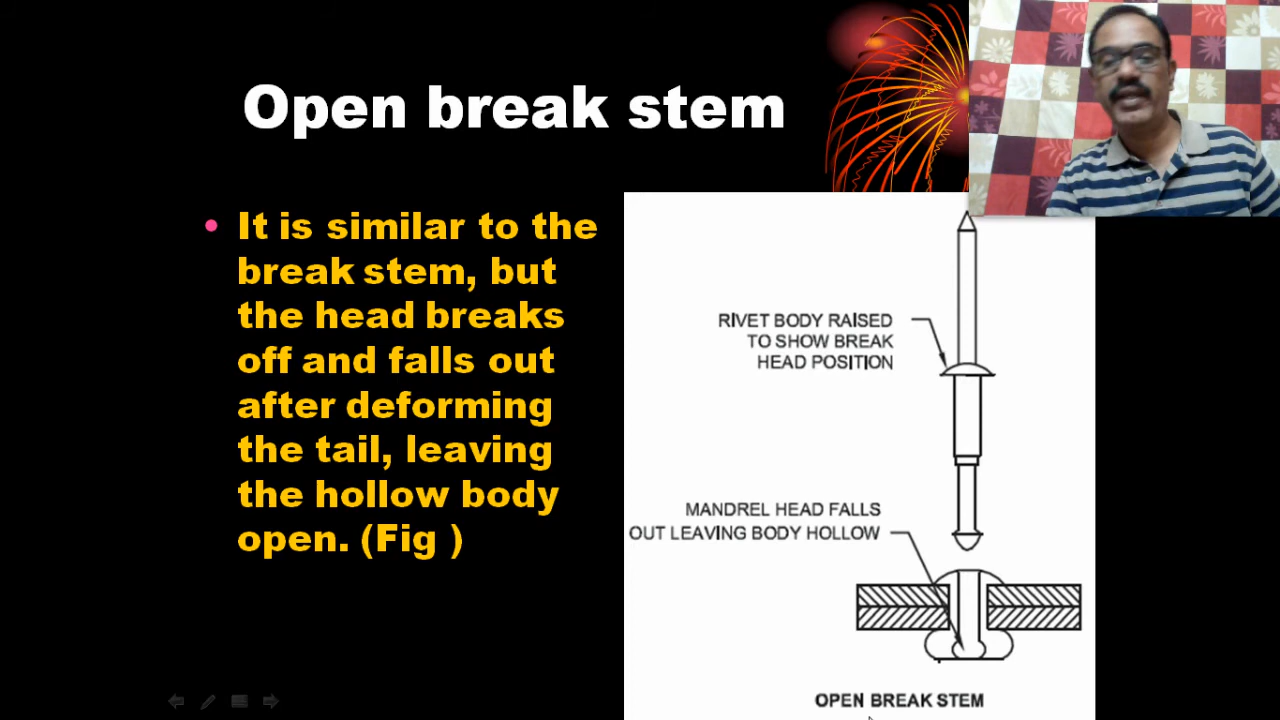 Open break stem
• It is similar to the
break stem, but
the head breaks
off and falls out
after deforming
the tail, leaving
the hollow body
open. (Fig )
RIVET BODY RAISED
TO SHOW BREAK
HEAD POSITION
MANDREL HEAD FALLS
OUT LEAVING BODY HOLLOW
OPEN BREAK STEM